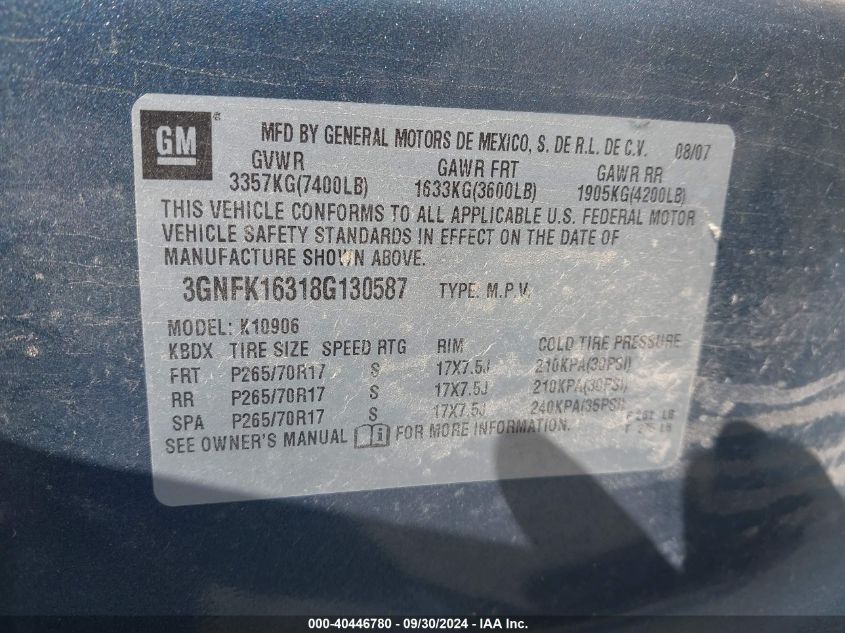 GM ®
MFD BY GENERAL MOTORS DE MEXICO, S. DE R.L. DE C.V. 08/07
GVWR GAWR FRT GAWR RR
3357KG(7400LB) 1633KG(3600LB) 1905KG(4200LB)
THIS VEHICLE CONFORMS TO ALL APPLICABLE U.S. FEDERAL MOTOR
VEHICLE SAFETY STANDARDS IN EFFECT ON THE DATE OF
MANUFACTURE SHOWN ABOVE.
3GNFK16318G130587 TYPE: M.P.V.
MODEL: K10906
KBDX TIRE SIZE SPEED RTG RIM COLD TIRE PRESSURE
FRT P265/70R17 S 17X7.5J 210KPA(30PSI)
RR P265/70R17 S 17X7.5J 210KPA(30PSI)
SPA P265/70R17 S 17X7.5J 240KPA(35PSI)
SEE OWNER'S MANUAL FOR MORE INFORMATION.
000-40446780 - 09/30/2024 - IAA Inc.